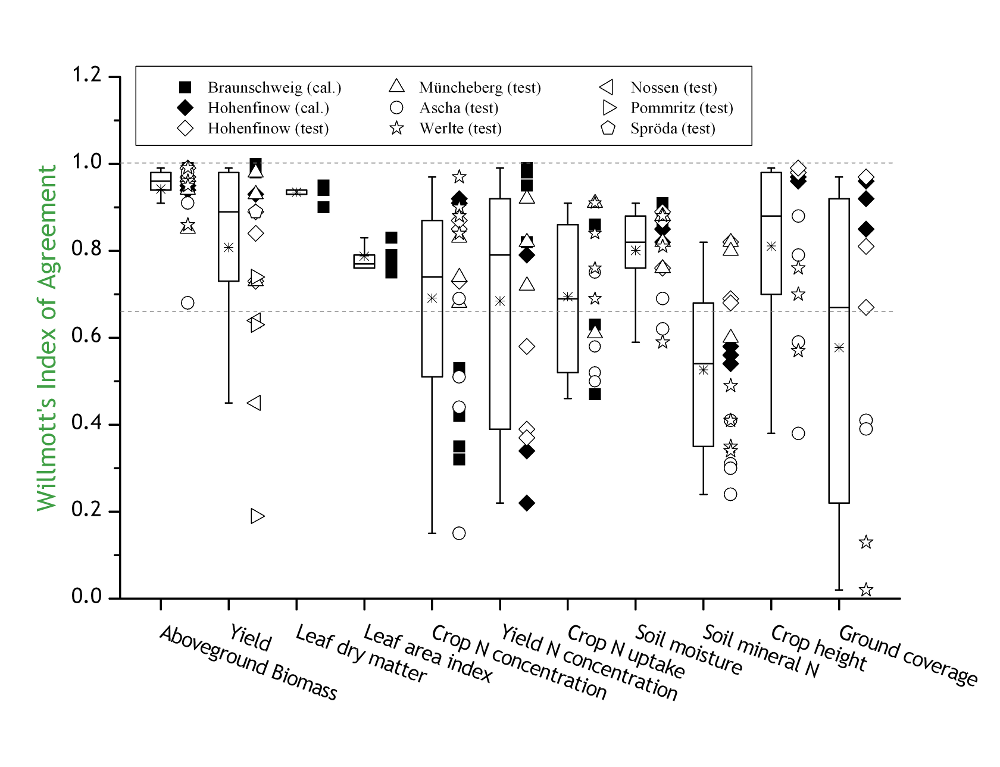 1.2
Braunschweig (cal.) Müncheberg (test) Nossen (test)
Hohenfinow (cal.) Ascha (test) Pommritz (test)
Hohenfinow (test) Werlte (test) Spröda (test)
1.0
0.8
0.6
0.4
0.2
0.0
Willmott's Index of Agreement
Aboveground Biomass
Yield
Leaf dry matter
Leaf area index
Crop N concentration
Yield N concentration
Crop N uptake
Soil moisture
Soil mineral N
Crop height
Ground coverage